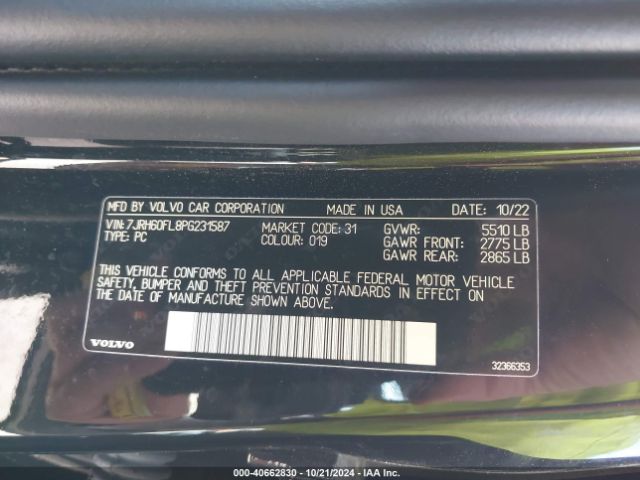 MFD BY VOLVO CAR CORPORATION MADE IN USA DATE: 10/22
VIN: 7JRH60FL8PG231587 MARKET CODE: 31 GVWR: 5510 LB
TYPE: PC COLOUR: 019 GAWR FRONT: 2775 LB
GAWR REAR: 2865 LB
THIS VEHICLE CONFORMS TO ALL APPLICABLE FEDERAL MOTOR VEHICLE
SAFETY, BUMPER AND THEFT PREVENTION STANDARDS IN EFFECT ON
THE DATE OF MANUFACTURE SHOWN ABOVE.
VOLVO 32366353
000-40662830 - 10/21/2024 - IAA Inc.